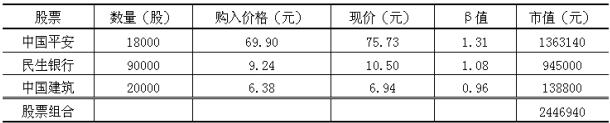 股票 数量（股） 购入价格（元） 现价（元） β值 市值（元）
中国平安 18000 69.90 75.73 1.31 1363140
民生银行 90000 9.24 10.50 1.08 945000
中国建筑 20000 6.38 6.94 0.96 138800
股票组合 2446940